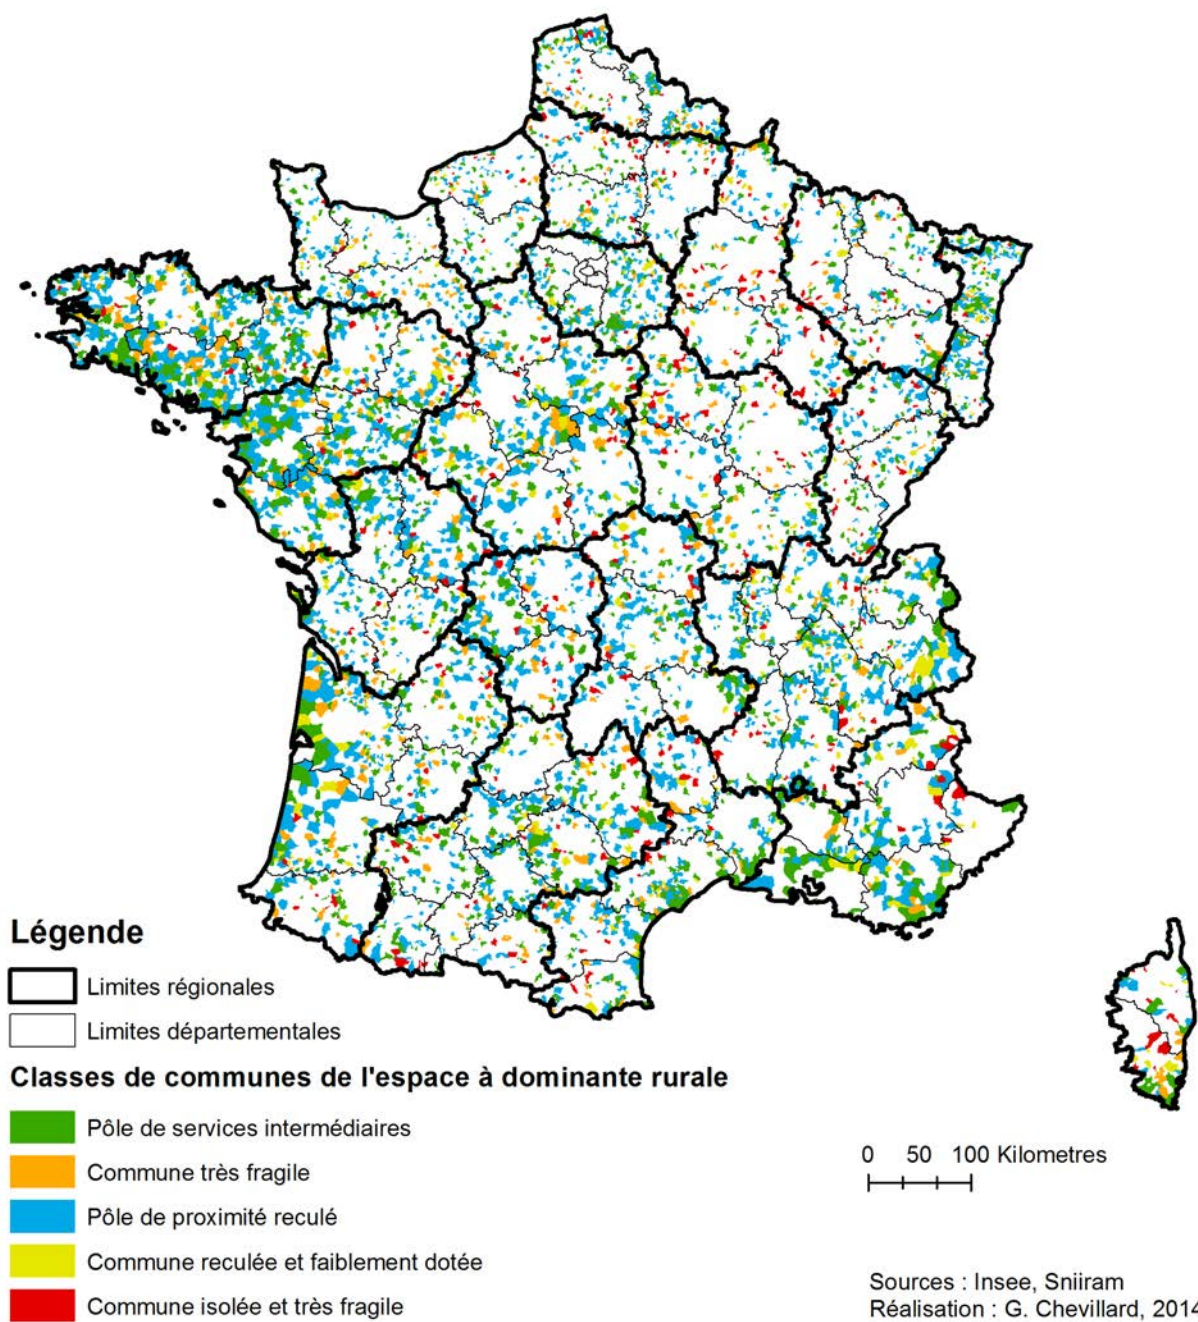 Légende
Limites régionales
Limites départementales
Classes de communes de l'espace à dominante rurale
Pôle de services intermédiaires
Commune très fragile
Pôle de proximité reculé
Commune reculée et faiblement dotée
Commune isolée et très fragile
0 50 100 Kilometres
Sources : Insee, Sniiram
Réalisation : G. Chevillard, 2014